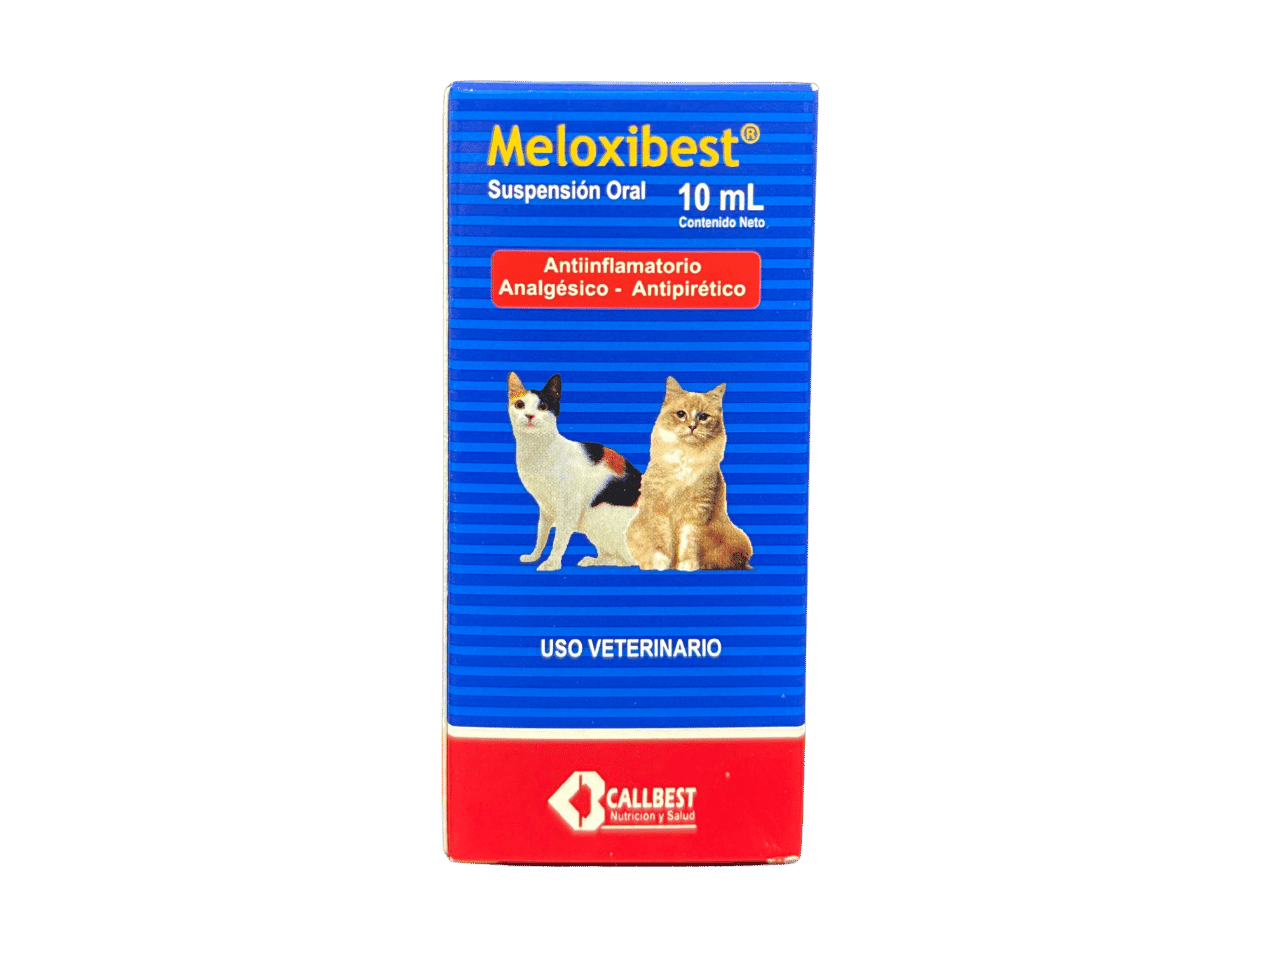 Meloxibest®
Suspensión Oral 10 mL
Contenido Neto
Antiinflamatorio
Analgésico - Antipirético
USO VETERINARIO
CALLBEST
Nutricion y Salud